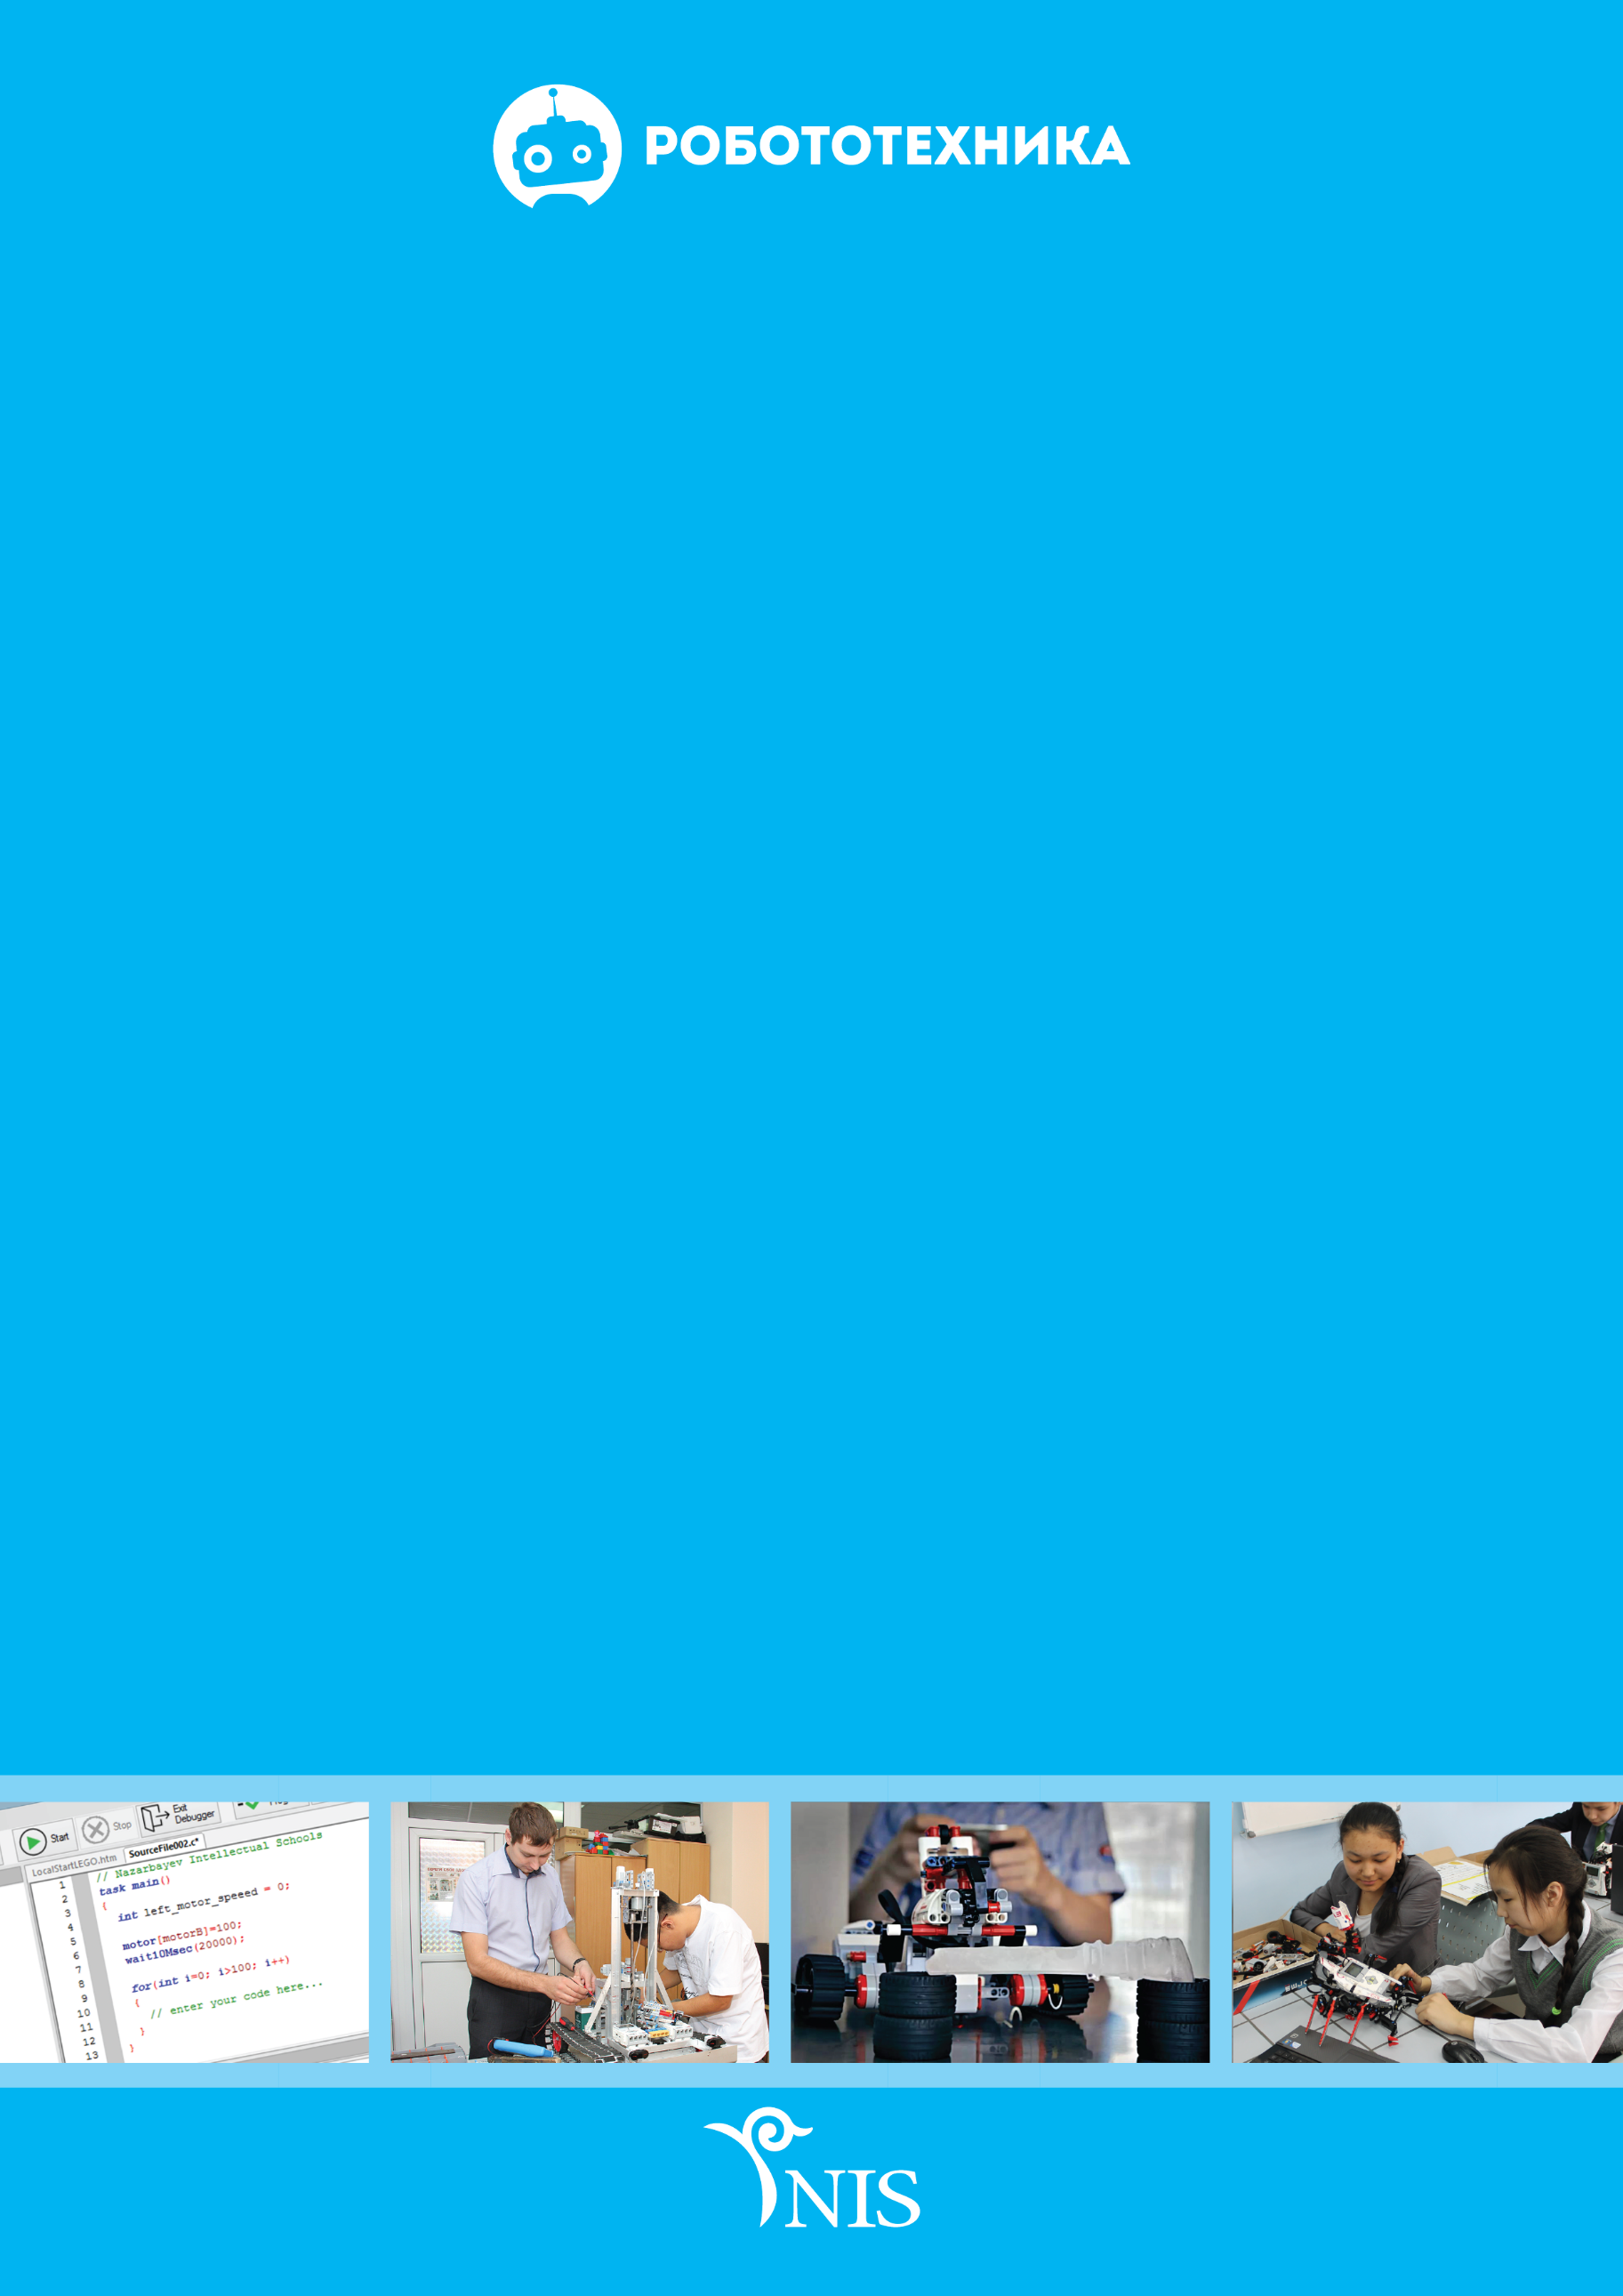 РОБОТОТЕХНИКА
Start
Stop
Exit
Debugger
LocalStartLEGO.htm
SourceFile002.c*
1 // Nazarbayev Intellectual Schools
2 task main()
3 {
4 int left_motor_speeed = 0;
5
6 motor[motorB]=100;
7 wait10Msec(20000);
8
9 for(int i=0; i>100; i++)
10 {
11 // enter your code here...
12 }
13 }
NIS